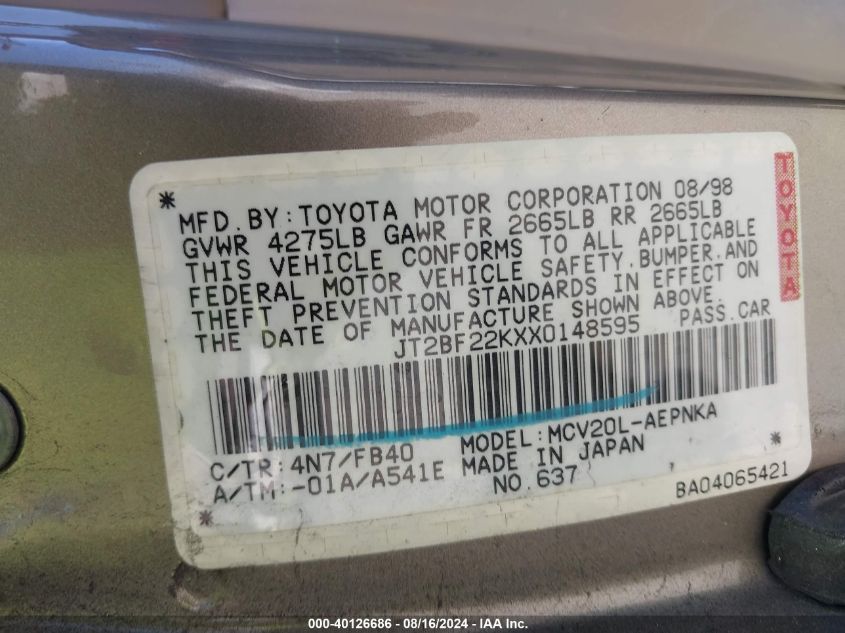 MFD.BY:TOYOTA MOTOR CORPORATION 08/98
GVWR 4275LB GAWR FR 2665LB RR 2665LB
THIS VEHICLE CONFORMS TO ALL APPLICABLE
FEDERAL MOTOR VEHICLE SAFETY,BUMPER,AND
THEFT PREVENTION STANDARDS IN EFFECT ON
THE DATE OF MANUFACTURE SHOWN ABOVE.
JT2BF22KXX0148595 PASS.CAR
C/TR: 4N7/FB40 MODEL:MCV20L-AEPNKA
A/TM:-01A/A541E MADE IN JAPAN
NO.637
BA04065421
TOYOTA
000-40126686 - 08/16/2024 - IAA Inc.